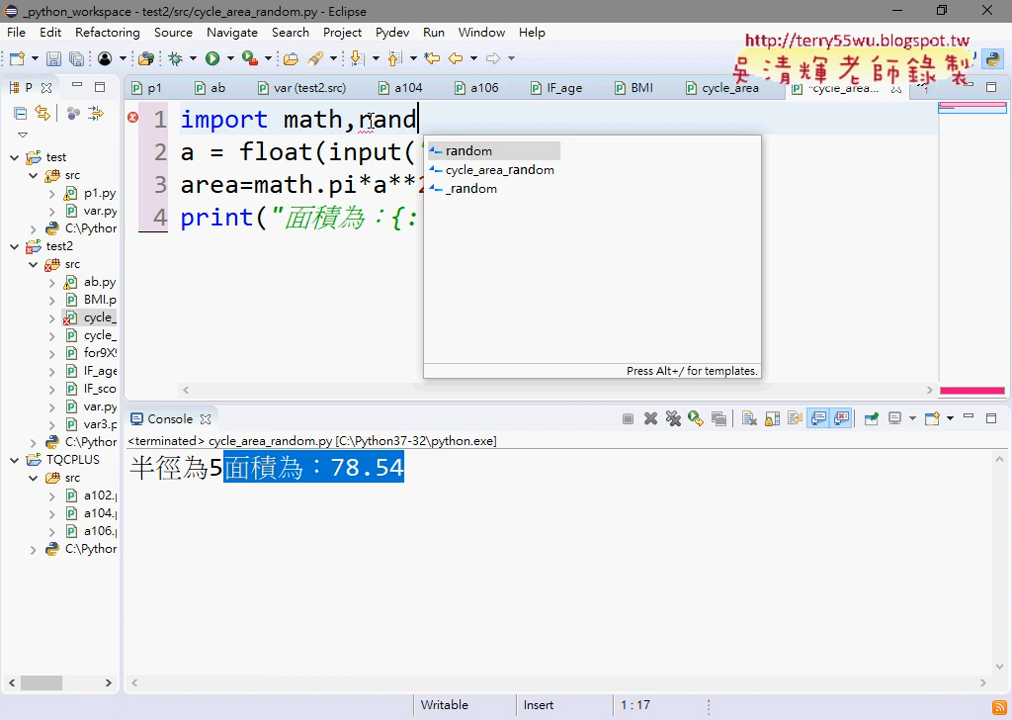 _python_workspace - test2/src/cycle_area_random.py - Eclipse
File Edit Refactoring Source Navigate Search Project Pydev Run Window Help
http://terry55wu.blogspot.tw
吳清輝老師錄製
P
p1 ab var (test2.src) a104 a106 IF_age BMI cycle_area *cycle_area...
1 import math,rand
2 a = float(input(
3 area=math.pi*a**2
4 print("面積為：{:
random
cycle_area_random
_random
Press Alt+/ for templates.
test
src
p1.py
var.py
C:\Python
test2
src
ab.py
BMI.p
cycle_
cycle_
for9X9
IF_age
IF_sco
var.py
var3.p
C:\Python
TQCPLUS
src
a102.p
a104.p
a106.p
C:\Python
Console
<terminated> cycle_area_random.py [C:\Python37-32\python.exe]
半徑為5面積為：78.54
Writable Insert 1 : 17